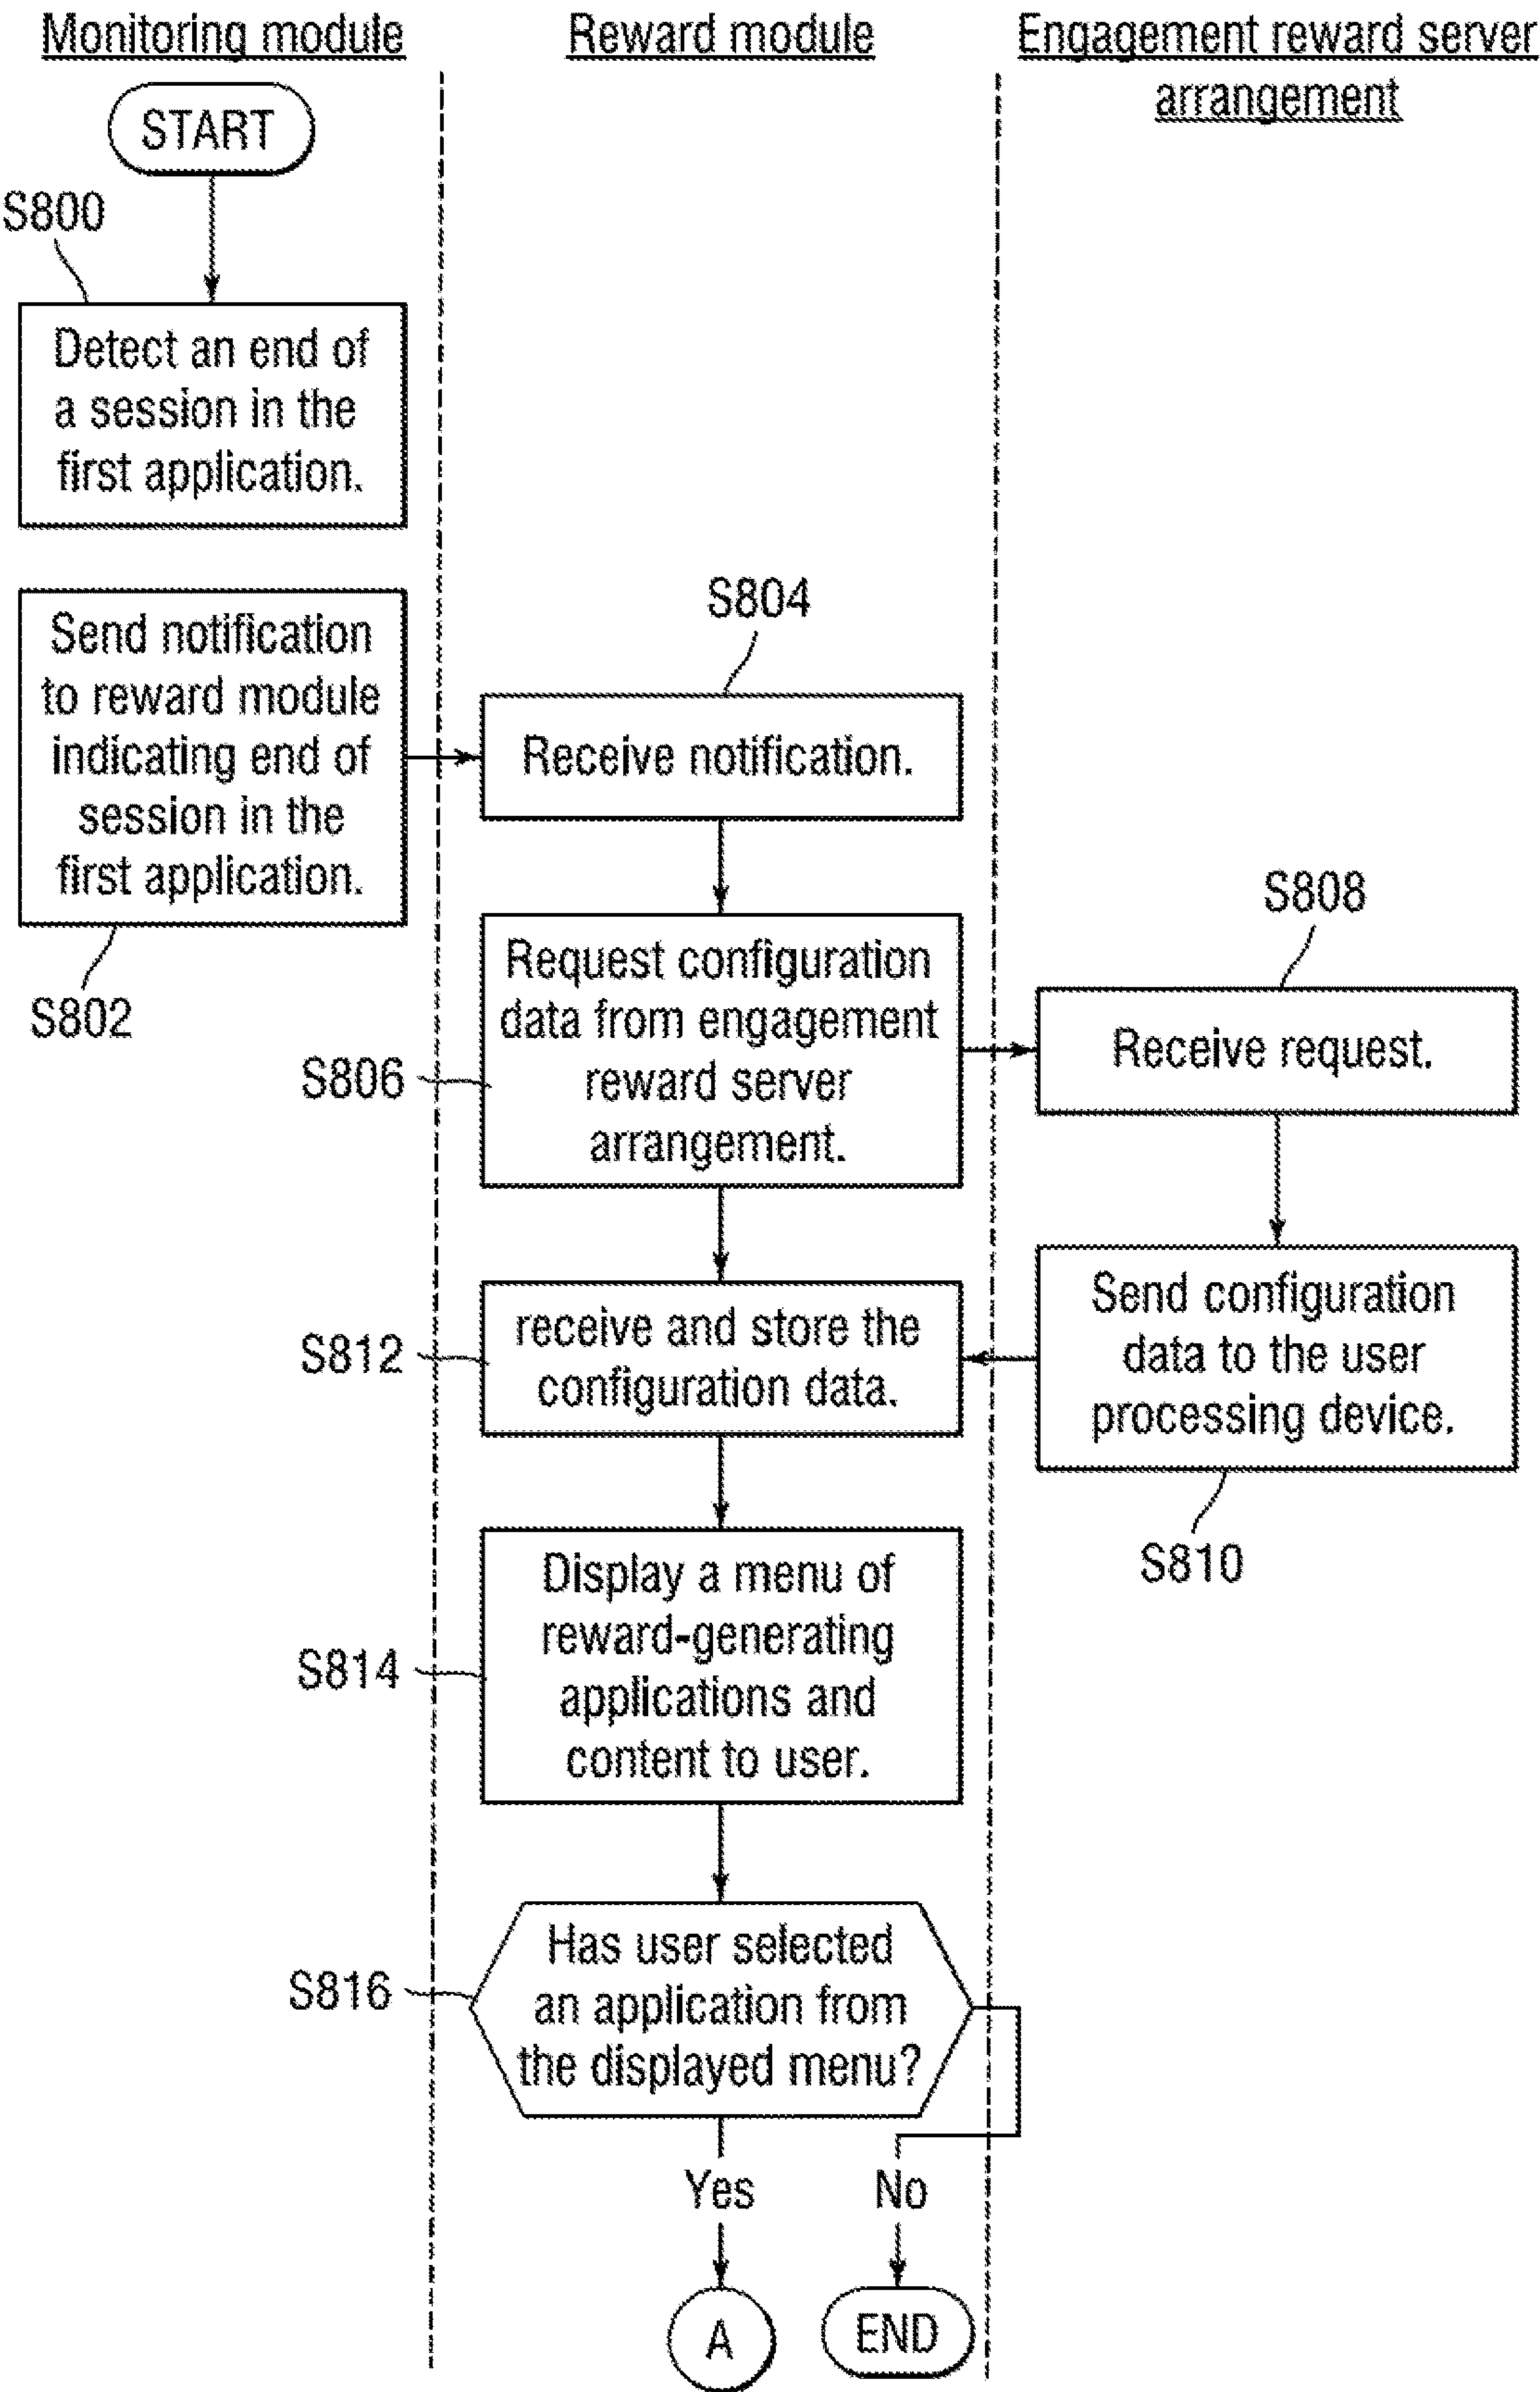 Monitoring module
Reward module
Engagement reward server
arrangement
START
S800
Detect an end of
a session in the
first application.
Send notification
to reward module
indicating end of
session in the
first application.
S802
S804
Receive notification.
S806
Request configuration
data from engagement
reward server
arrangement.
S808
Receive request.
Send configuration
data to the user
processing device.
S810
S812
receive and store the
configuration data.
S814
Display a menu of
reward-generating
applications and
content to user.
S816
Has user selected
an application from
the displayed menu?
Yes
No
A
END